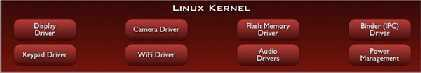 LINUX KERNEL
Display
Driver
Camera Driver
Flash Memory
Driver
Binder (IPC)
Driver
Keypad Driver
WiFi Driver
Audio
Drivers
Power
Management